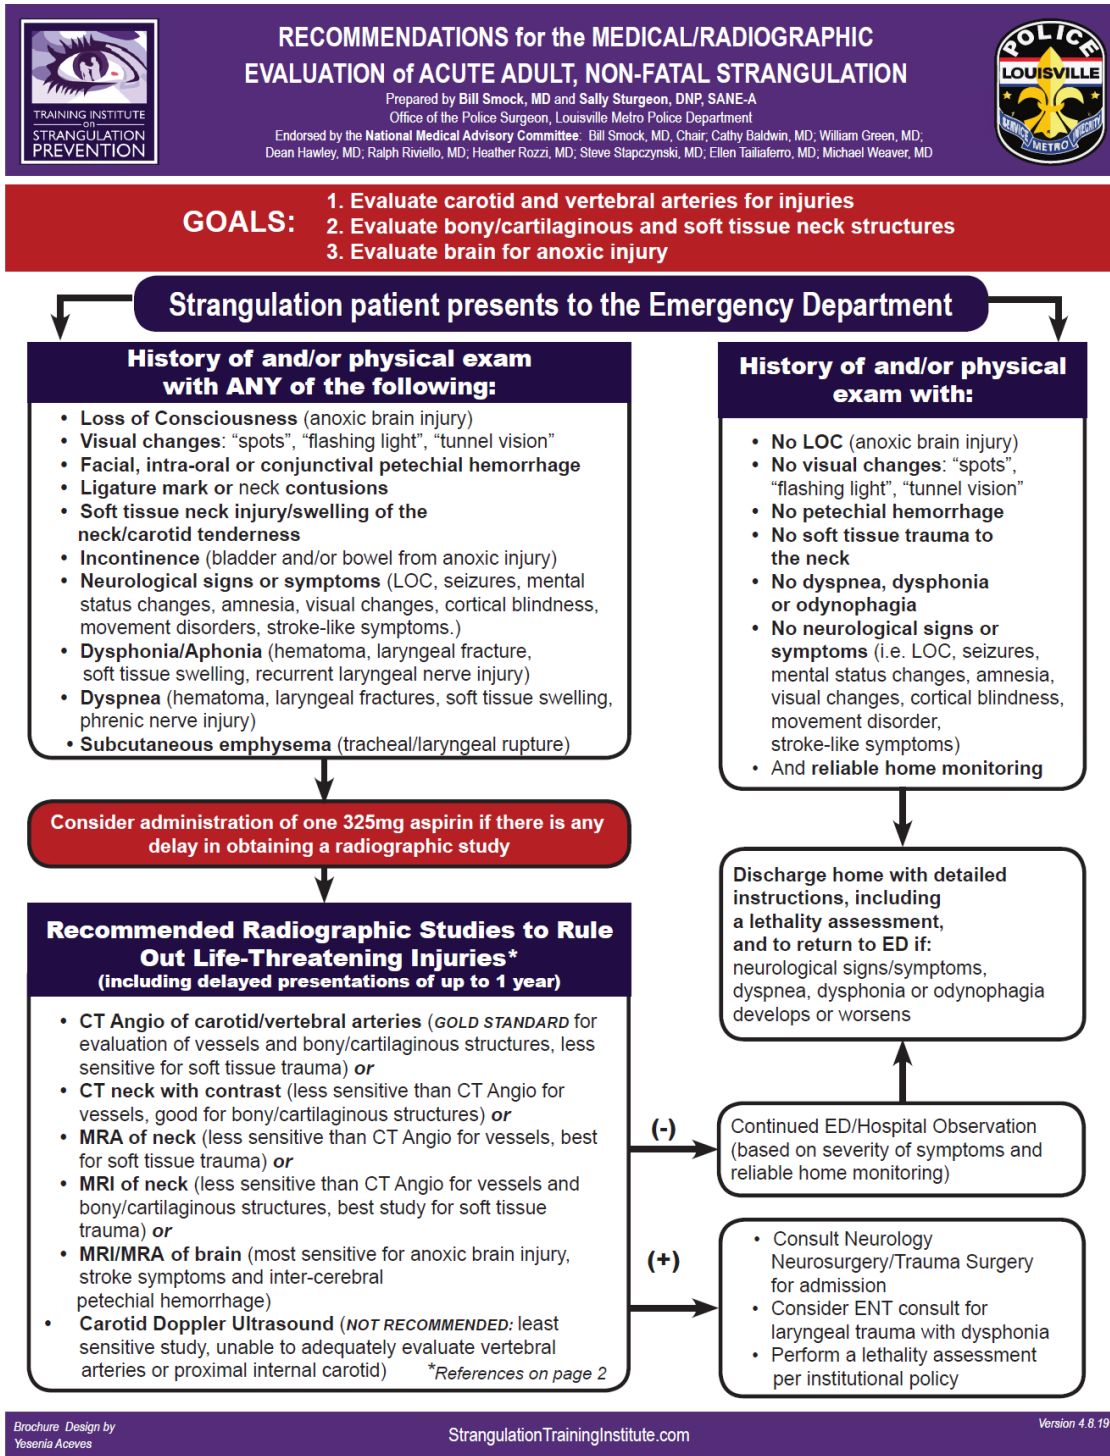 TRAINING INSTITUTE
on
STRANGULATION
PREVENTION
RECOMMENDATIONS for the MEDICAL/RADIOGRAPHIC
EVALUATION of ACUTE ADULT, NON-FATAL STRANGULATION
Prepared by Bill Smock, MD and Sally Sturgeon, DNP, SANE-A
Office of the Police Surgeon, Louisville Metro Police Department
Endorsed by the National Medical Advisory Committee: Bill Smock, MD, Chair; Cathy Baldwin, MD; William Green, MD;
Dean Hawley, MD; Ralph Riviello, MD; Heather Rozzi, MD; Steve Stapczynski, MD; Ellen Tailiaferro, MD; Michael Weaver, MD
POLICE
LOUISVILLE
SERVICE INTEGRITY
METRO
GOALS:
1. Evaluate carotid and vertebral arteries for injuries
2. Evaluate bony/cartilaginous and soft tissue neck structures
3. Evaluate brain for anoxic injury
Strangulation patient presents to the Emergency Department
History of and/or physical exam
with ANY of the following:
• Loss of Consciousness (anoxic brain injury)
• Visual changes: “spots”, “flashing light”, “tunnel vision”
• Facial, intra-oral or conjunctival petechial hemorrhage
• Ligature mark or neck contusions
• Soft tissue neck injury/swelling of the
neck/carotid tenderness
• Incontinence (bladder and/or bowel from anoxic injury)
• Neurological signs or symptoms (LOC, seizures, mental
status changes, amnesia, visual changes, cortical blindness,
movement disorders, stroke-like symptoms.)
• Dysphonia/Aphonia (hematoma, laryngeal fracture,
soft tissue swelling, recurrent laryngeal nerve injury)
• Dyspnea (hematoma, laryngeal fractures, soft tissue swelling,
phrenic nerve injury)
• Subcutaneous emphysema (tracheal/laryngeal rupture)
Consider administration of one 325mg aspirin if there is any
delay in obtaining a radiographic study
Recommended Radiographic Studies to Rule
Out Life-Threatening Injuries*
(including delayed presentations of up to 1 year)
• CT Angio of carotid/vertebral arteries (GOLD STANDARD for
evaluation of vessels and bony/cartilaginous structures, less
sensitive for soft tissue trauma) or
• CT neck with contrast (less sensitive than CT Angio for
vessels, good for bony/cartilaginous structures) or
• MRA of neck (less sensitive than CT Angio for vessels, best
for soft tissue trauma) or
• MRI of neck (less sensitive than CT Angio for vessels and
bony/cartilaginous structures, best study for soft tissue
trauma) or
• MRI/MRA of brain (most sensitive for anoxic brain injury,
stroke symptoms and inter-cerebral
petechial hemorrhage)
• Carotid Doppler Ultrasound (NOT RECOMMENDED: least
sensitive study, unable to adequately evaluate vertebral
arteries or proximal internal carotid) *References on page 2
History of and/or physical
exam with:
• No LOC (anoxic brain injury)
• No visual changes: “spots”,
“flashing light”, “tunnel vision”
• No petechial hemorrhage
• No soft tissue trauma to
the neck
• No dyspnea, dysphonia
or odynophagia
• No neurological signs or
symptoms (i.e. LOC, seizures,
mental status changes, amnesia,
visual changes, cortical blindness,
movement disorder,
stroke-like symptoms)
• And reliable home monitoring
Discharge home with detailed
instructions, including
a lethality assessment,
and to return to ED if:
neurological signs/symptoms,
dyspnea, dysphonia or odynophagia
develops or worsens
(-)
Continued ED/Hospital Observation
(based on severity of symptoms and
reliable home monitoring)
(+)
• Consult Neurology
Neurosurgery/Trauma Surgery
for admission
• Consider ENT consult for
laryngeal trauma with dysphonia
• Perform a lethality assessment
per institutional policy
Brochure Design by
Yesenia Aceves
StrangulationTrainingInstitute.com
Version 4.8.19